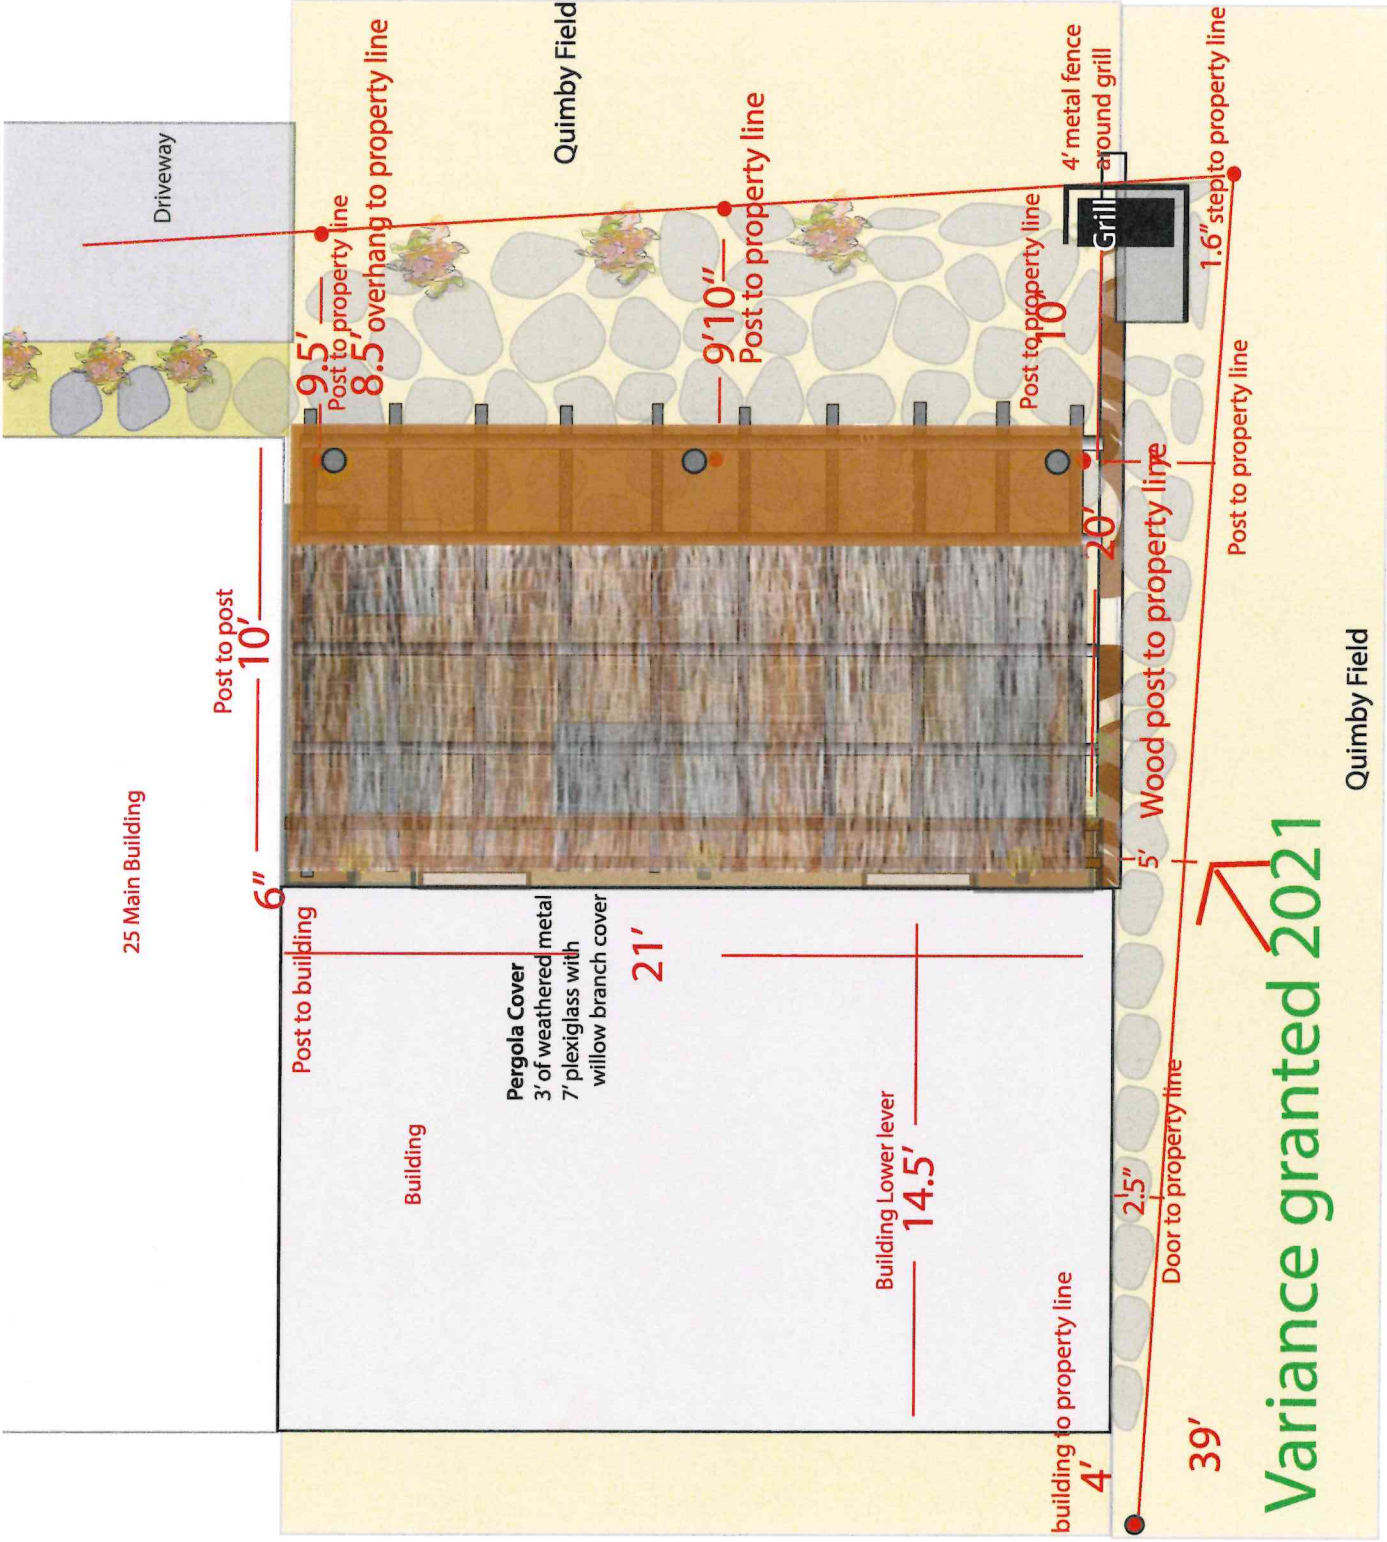 Driveway
Quimby Field
4' metal fence
around grill
Grill
1.6" step to property line
9.5'
Post to property line
8.5' overhang to property line
9'10"
Post to property line
Post to property line
10'
Post to property line
25 Main Building
Post to post
10'
6"
Post to building
20'
Wood post to property line
5'
Pergola Cover
3' of weathered metal
7' plexiglass with
willow branch cover
21'
Building
Building Lower lever
14.5'
2.5"
Door to property line
building to property line
4'
39'
Variance granted 2021
Quimby Field